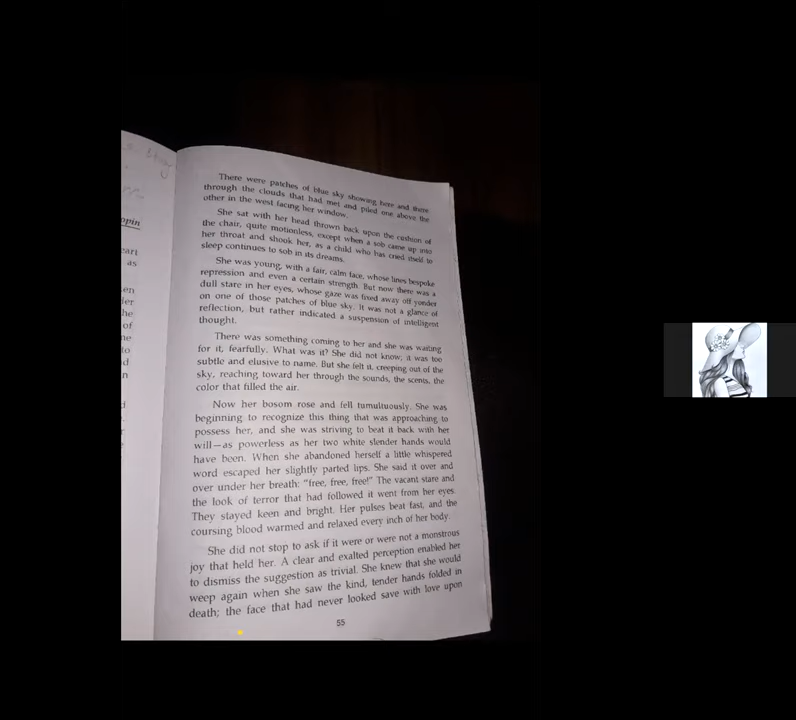 opin
eart
as
en
of
to
There were patches of blue sky showing here and there
through the clouds that had met and piled one above the
other in the west facing her window.
She sat with her head thrown back upon the cushion of
the chair, quite motionless, except when a sob came up into
her throat and shook her, as a child who has cried itself to
sleep continues to sob in its dreams.
She was young, with a fair, calm face, whose lines bespoke
repression and even a certain strength. But now there was a
dull stare in her eyes, whose gaze was fixed away off yonder
on one of those patches of blue sky. It was not a glance of
reflection, but rather indicated a suspension of intelligent
thought.
There was something coming to her and she was waiting
for it, fearfully. What was it? She did not know; it was too
subtle and elusive to name. But she felt it, creeping out of the
sky, reaching toward her through the sounds, the scents, the
color that filled the air.
Now her bosom rose and fell tumultuously. She was
beginning to recognize this thing that was approaching to
possess her, and she was striving to beat it back with her
will—as powerless as her two white slender hands would
have been. When she abandoned herself a little whispered
word escaped her slightly parted lips. She said it over and
over under her breath: "free, free, free!" The vacant stare and
the look of terror that had followed it went from her eyes.
They stayed keen and bright. Her pulses beat fast, and the
coursing blood warmed and relaxed every inch of her body.
She did not stop to ask if it were or were not a monstrous
joy that held her. A clear and exalted perception enabled her
to dismiss the suggestion as trivial. She knew that she would
weep again when she saw the kind, tender hands folded in
death; the face that had never looked save with love upon
55